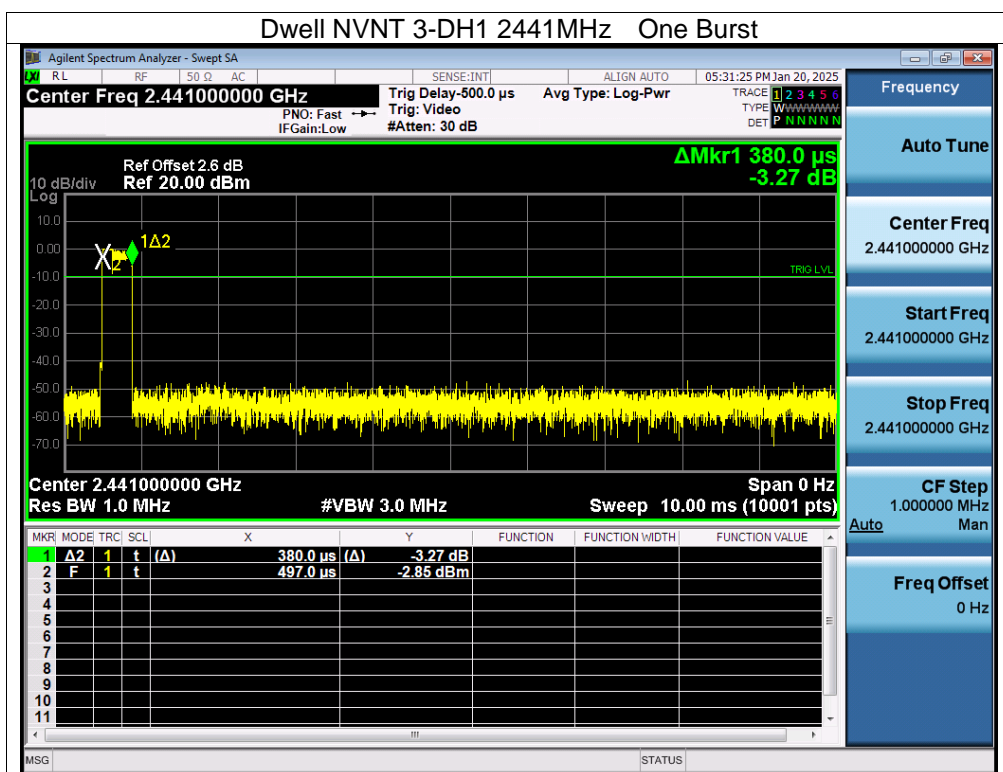 Dwell NVNT 3-DH1 2441MHz One Burst
Agilent Spectrum Analyzer - Swept SA
LXI RL RF 50 Ω AC SENSE:INT ALIGN AUTO 05:31:25 PM Jan 20, 2025
Center Freq 2.441000000 GHz Trig Delay-500.0 µs Avg Type: Log-Pwr TRACE 1 2 3 4 5 6
PNO: Fast Trig: Video TYPE WWWWWWW
IFGain:Low #Atten: 30 dB DET P N N N N N
Frequency
Auto Tune
Center Freq
2.441000000 GHz
Start Freq
2.441000000 GHz
Stop Freq
2.441000000 GHz
CF Step
1.000000 MHz
Auto Man
Freq Offset
0 Hz
ΔMkr1 380.0 µs
-3.27 dB
Ref Offset 2.6 dB
10 dB/div Ref 20.00 dBm
Log
10.0
0.00
-10.0
-20.0
-30.0
-40.0
-50.0
-60.0
-70.0
1Δ2
X2
TRIG LVL
Center 2.441000000 GHz Span 0 Hz
Res BW 1.0 MHz #VBW 3.0 MHz Sweep 10.00 ms (10001 pts)
MKR MODE TRC SCL X Y FUNCTION FUNCTION WIDTH FUNCTION VALUE
1 Δ2 1 t (Δ) 380.0 µs (Δ) -3.27 dB
2 F 1 t 497.0 µs -2.85 dBm
3
4
5
6
7
8
9
10
11
MSG STATUS